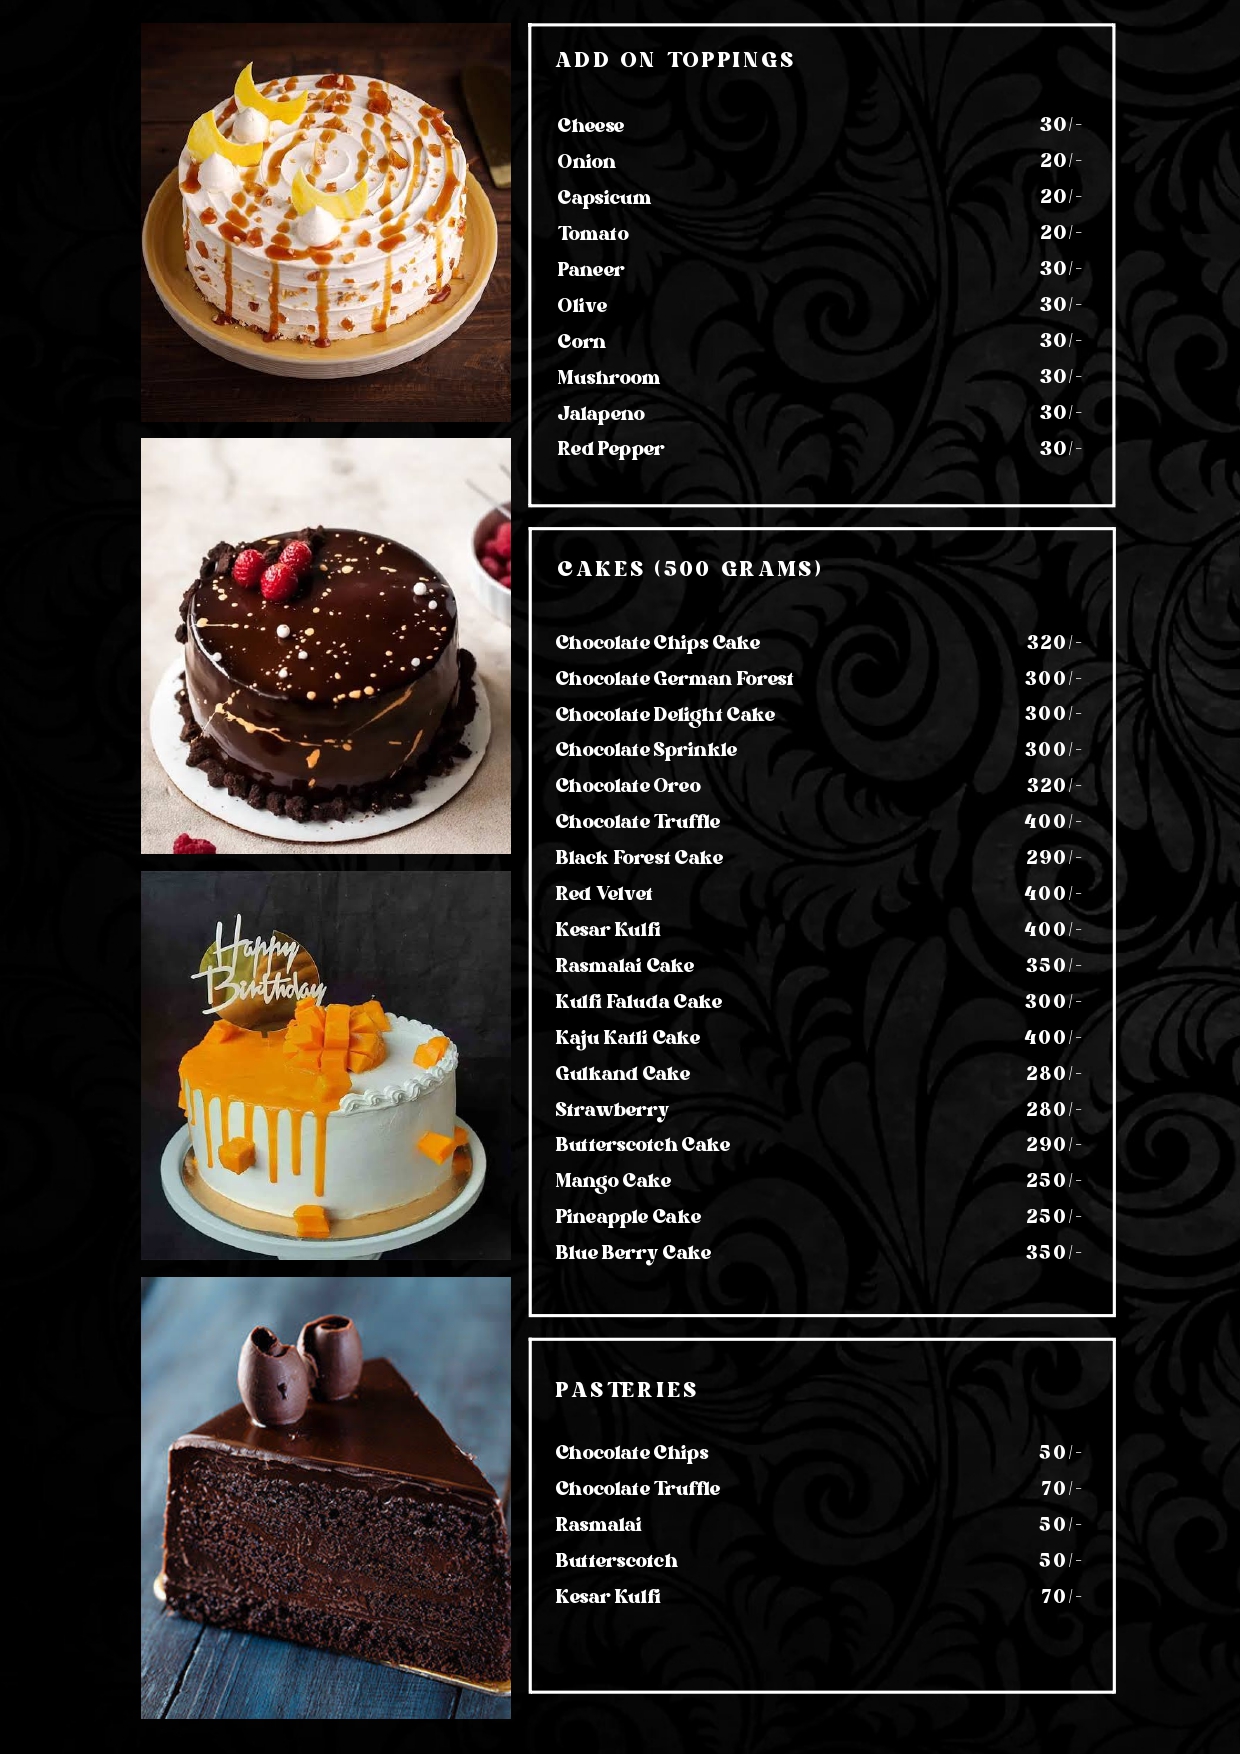 ADD ON TOPPINGS
Cheese 30/-
Onion 20/-
Capsicum 20/-
Tomato 20/-
Paneer 30/-
Olive 30/-
Corn 30/-
Mushroom 30/-
Jalapeno 30/-
Red Pepper 30/-
CAKES (500 GRAMS)
Chocolate Chips Cake 320/-
Chocolate German Forest 300/-
Chocolate Delight Cake 300/-
Chocolate Sprinkle 300/-
Chocolate Oreo 320/-
Chocolate Truffle 400/-
Black Forest Cake 290/-
Red Velvet 400/-
Kesar Kulfi 400/-
Rasmalai Cake 350/-
Kulfi Faluda Cake 300/-
Kaju Katli Cake 400/-
Gulkand Cake 280/-
Strawberry 280/-
Butterscotch Cake 290/-
Mango Cake 250/-
Pineapple Cake 250/-
Blue Berry Cake 350/-
Happy
Birthday
PASTERIES
Chocolate Chips 50/-
Chocolate Truffle 70/-
Rasmalai 50/-
Butterscotch 50/-
Kesar Kulfi 70/-